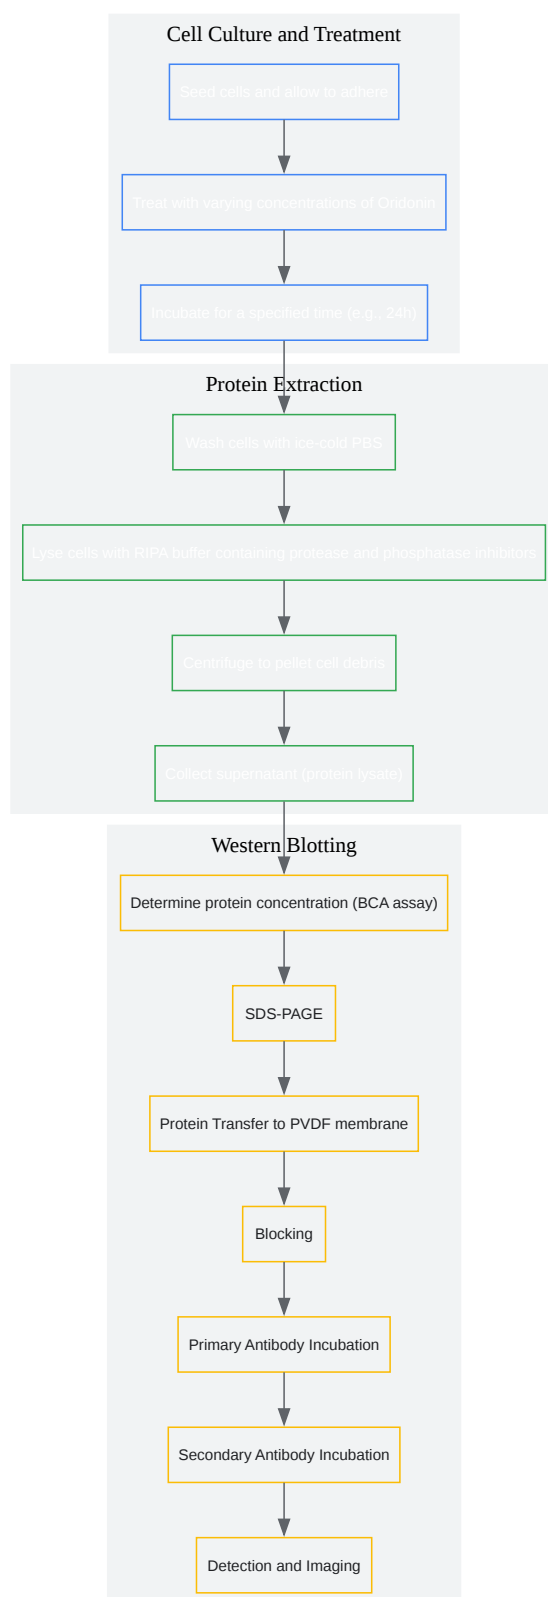 Cell Culture and Treatment
Seed cells and allow to adhere
Treat with varying concentrations of Oridonin
Incubate for a specified time (e.g., 24h)
Protein Extraction
Wash cells with ice-cold PBS
Lyse cells with RIPA buffer containing protease and phosphatase inhibitors
Centrifuge to pellet cell debris
Collect supernatant (protein lysate)
Western Blotting
Determine protein concentration (BCA assay)
SDS-PAGE
Protein Transfer to PVDF membrane
Blocking
Primary Antibody Incubation
Secondary Antibody Incubation
Detection and Imaging